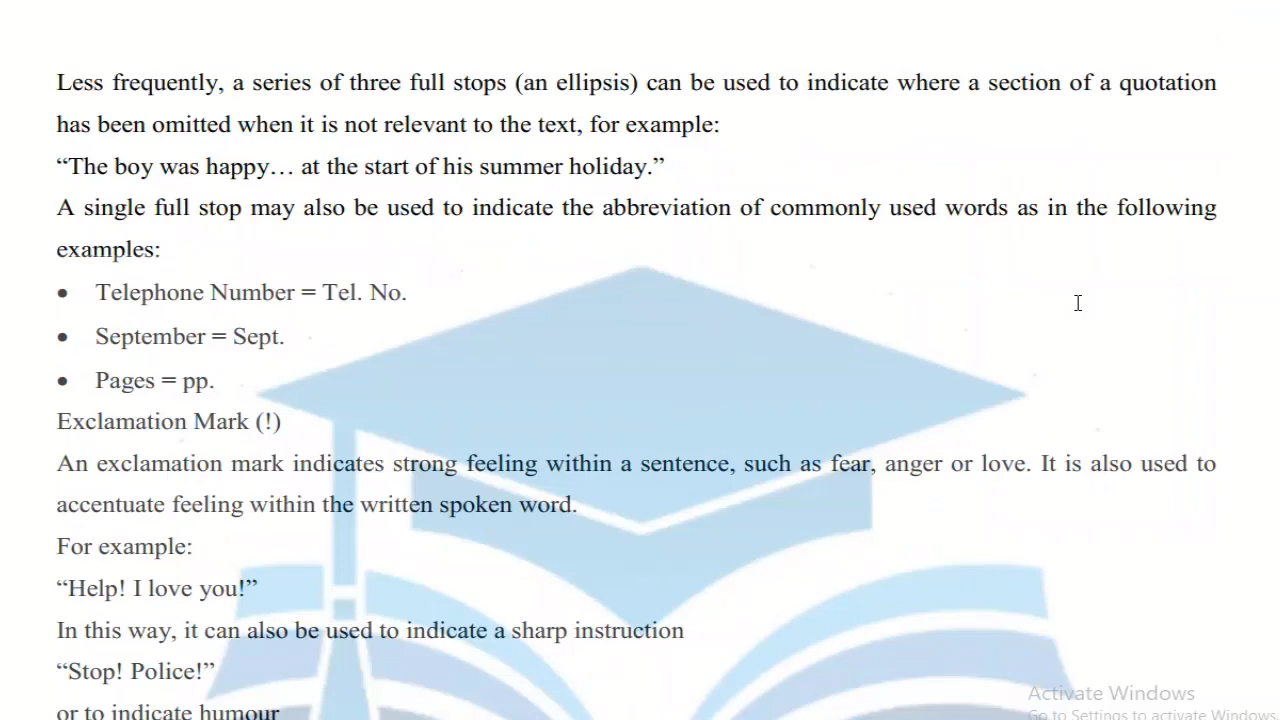 Less frequently, a series of three full stops (an ellipsis) can be used to indicate where a section of a quotation
has been omitted when it is not relevant to the text, for example:
“The boy was happy… at the start of his summer holiday.”
A single full stop may also be used to indicate the abbreviation of commonly used words as in the following
examples:
• Telephone Number = Tel. No.
• September = Sept.
• Pages = pp.
Exclamation Mark (!)
An exclamation mark indicates strong feeling within a sentence, such as fear, anger or love. It is also used to
accentuate feeling within the written spoken word.
For example:
“Help! I love you!”
In this way, it can also be used to indicate a sharp instruction
“Stop! Police!”
or to indicate humour
Activate Windows
Go to Settings to activate Windows.